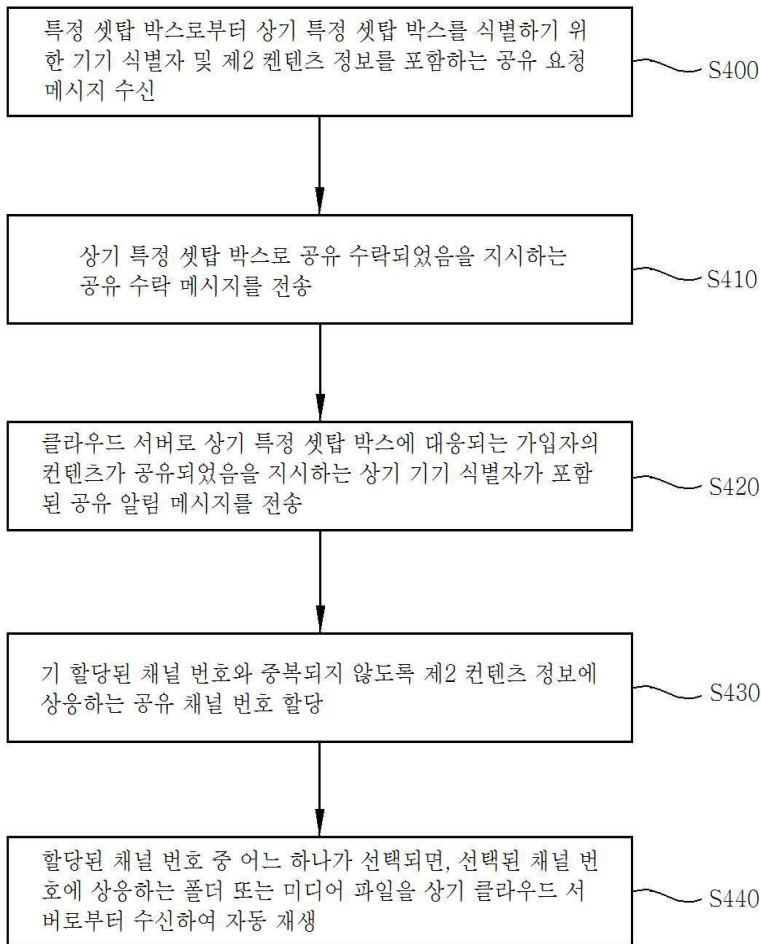 특정 셋탑 박스로부터 상기 특정 셋탑 박스를 식별하기 위
한 기기 식별자 및 제2 켄텐츠 정보를 포함하는 공유 요청
메시지 수신
S400
상기 특정 셋탑 박스로 공유 수락되었음을 지시하는
공유 수락 메시지를 전송
S410
클라우드 서버로 상기 특정 셋탑 박스에 대응되는 가입자의
컨텐츠가 공유되었음을 지시하는 상기 기기 식별자가 포함
된 공유 알림 메시지를 전송
S420
기 할당된 채널 번호와 중복되지 않도록 제2 컨텐츠 정보에
상응하는 공유 채널 번호 할당
S430
할당된 채널 번호 중 어느 하나가 선택되면, 선택된 채널 번
호에 상응하는 폴더 또는 미디어 파일을 상기 클라우드 서
버로부터 수신하여 자동 재생
S440